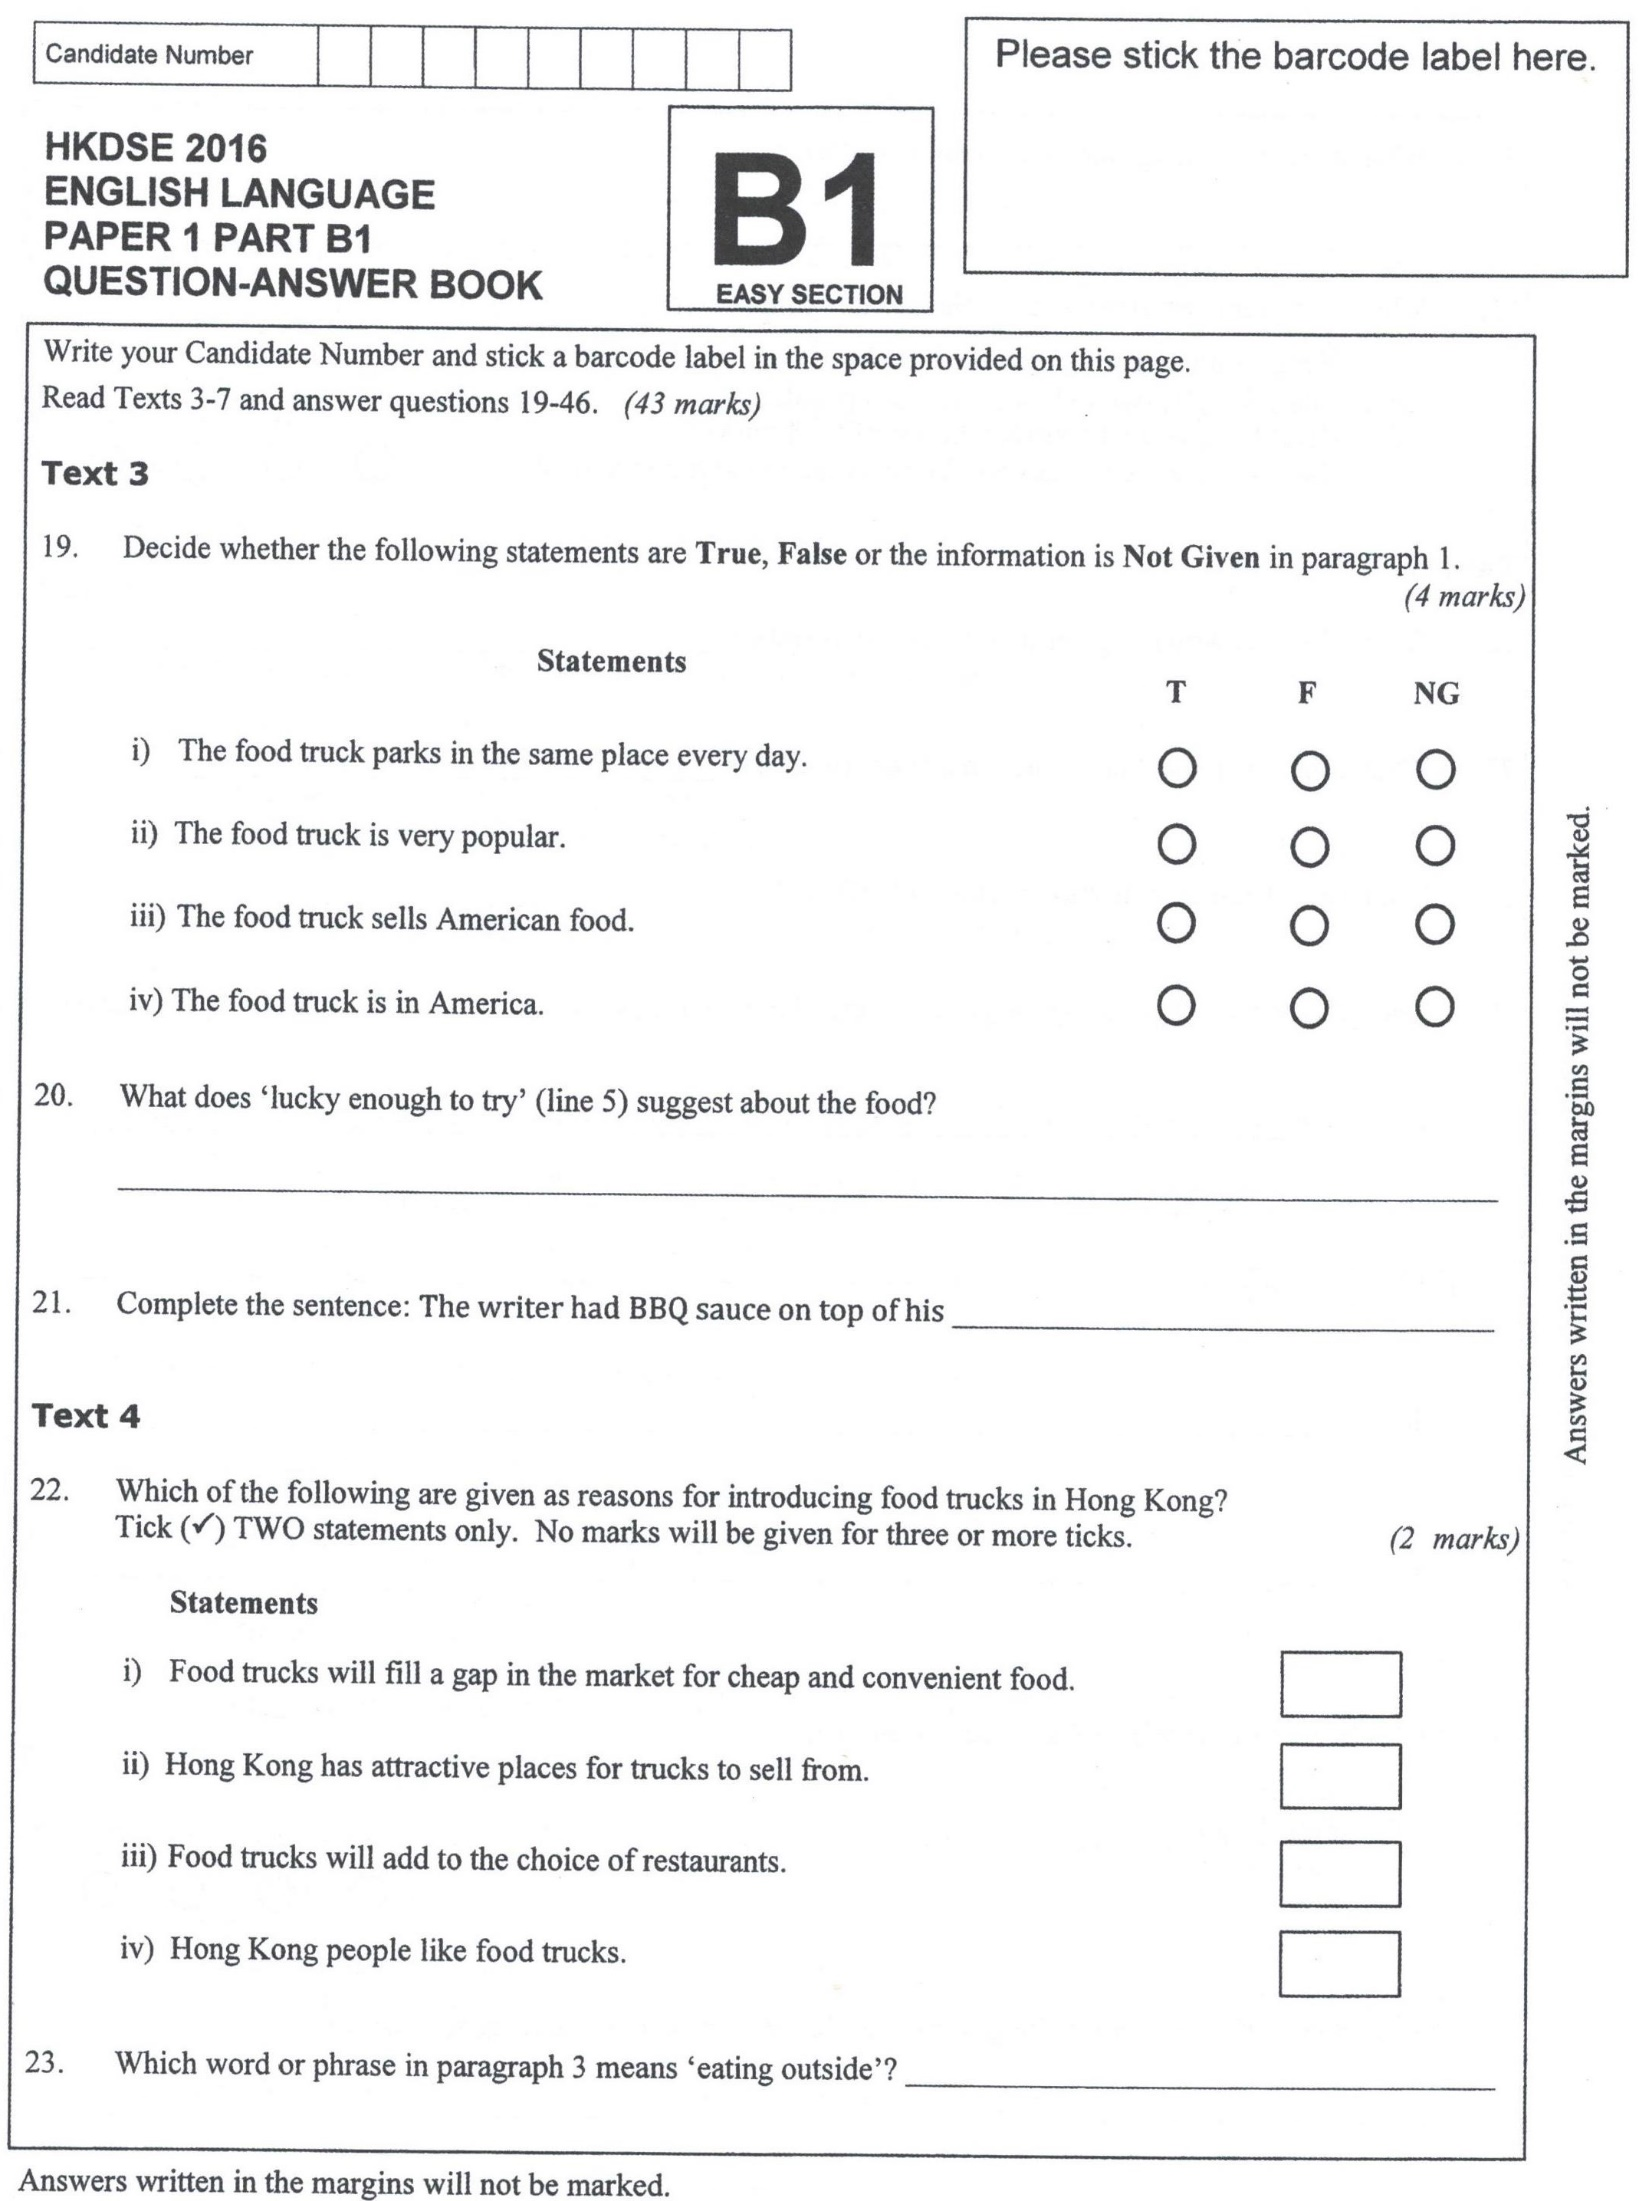 Candidate Number
Please stick the barcode label here.
HKDSE 2016
ENGLISH LANGUAGE
PAPER 1 PART B1
QUESTION-ANSWER BOOK
B1
EASY SECTION
Write your Candidate Number and stick a barcode label in the space provided on this page.
Read Texts 3-7 and answer questions 19-46. (43 marks)
Text 3
19. Decide whether the following statements are True, False or the information is Not Given in paragraph 1.
(4 marks)
Statements
T F NG
i) The food truck parks in the same place every day.
ii) The food truck is very popular.
iii) The food truck sells American food.
iv) The food truck is in America.
20. What does ‘lucky enough to try’ (line 5) suggest about the food?
21. Complete the sentence: The writer had BBQ sauce on top of his
Text 4
22. Which of the following are given as reasons for introducing food trucks in Hong Kong?
Tick (✓) TWO statements only. No marks will be given for three or more ticks. (2 marks)
Statements
i) Food trucks will fill a gap in the market for cheap and convenient food.
ii) Hong Kong has attractive places for trucks to sell from.
iii) Food trucks will add to the choice of restaurants.
iv) Hong Kong people like food trucks.
23. Which word or phrase in paragraph 3 means ‘eating outside’?
Answers written in the margins will not be marked.
Answers written in the margins will not be marked.